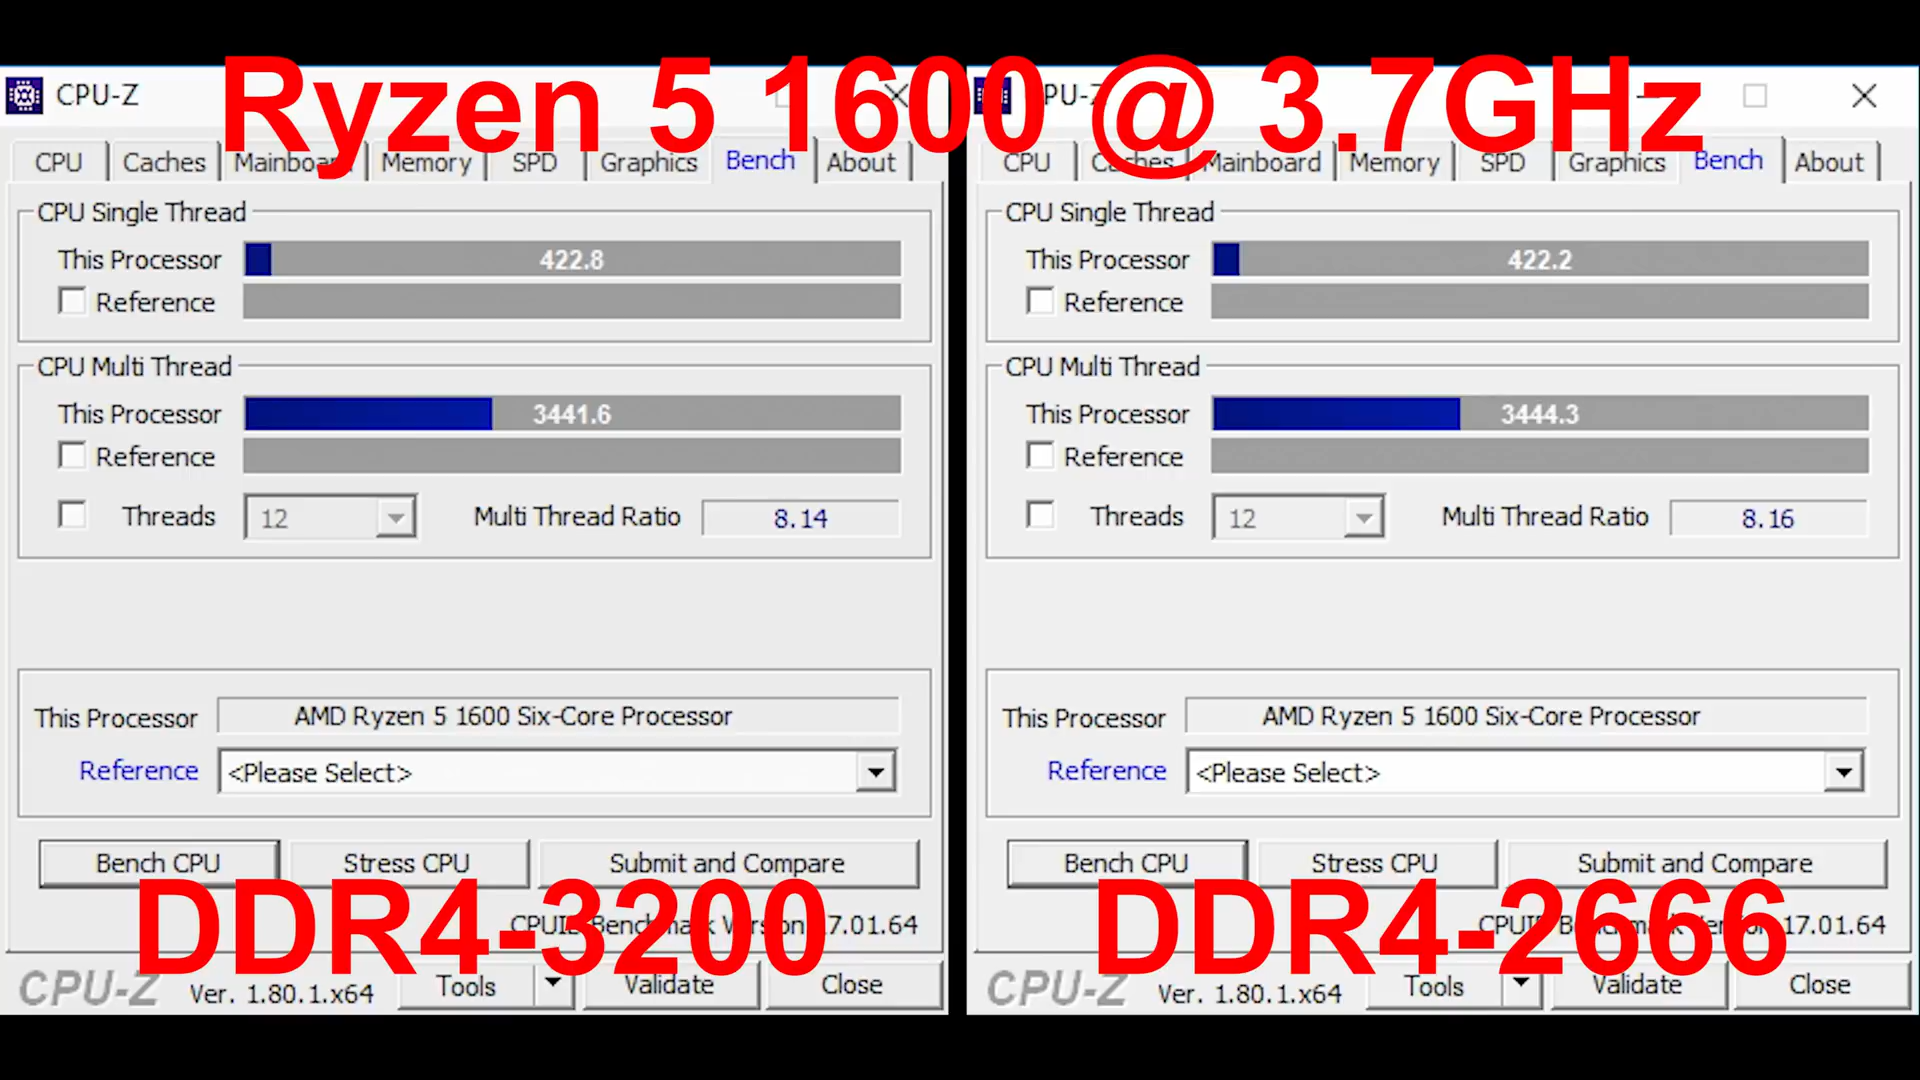 Ryzen 5 1600 @ 3.7GHz
CPU-Z
CPU Caches Memory SPD Graphics Bench About
CPU Single Thread
This Processor 422.8
Reference
CPU Multi Thread
This Processor 3441.6
Reference
Threads 12 Multi Thread Ratio 8.14
This Processor AMD Ryzen 5 1600 Six-Core Processor
Reference <Please Select>
Bench CPU Stress CPU Submit and Compare
DDR4-3200
CPU-Z Ver. 1.80.1.x64 Tools Validate Close
CPU Caches Mainboard Memory SPD Graphics Bench About
CPU Single Thread
This Processor 422.2
Reference
CPU Multi Thread
This Processor 3444.3
Reference
Threads 12 Multi Thread Ratio 8.16
This Processor AMD Ryzen 5 1600 Six-Core Processor
Reference <Please Select>
Bench CPU Stress CPU Submit and Compare
17.01.64
DDR4-2666
CPU-Z Ver. 1.80.1.x64 Tools Validate Close